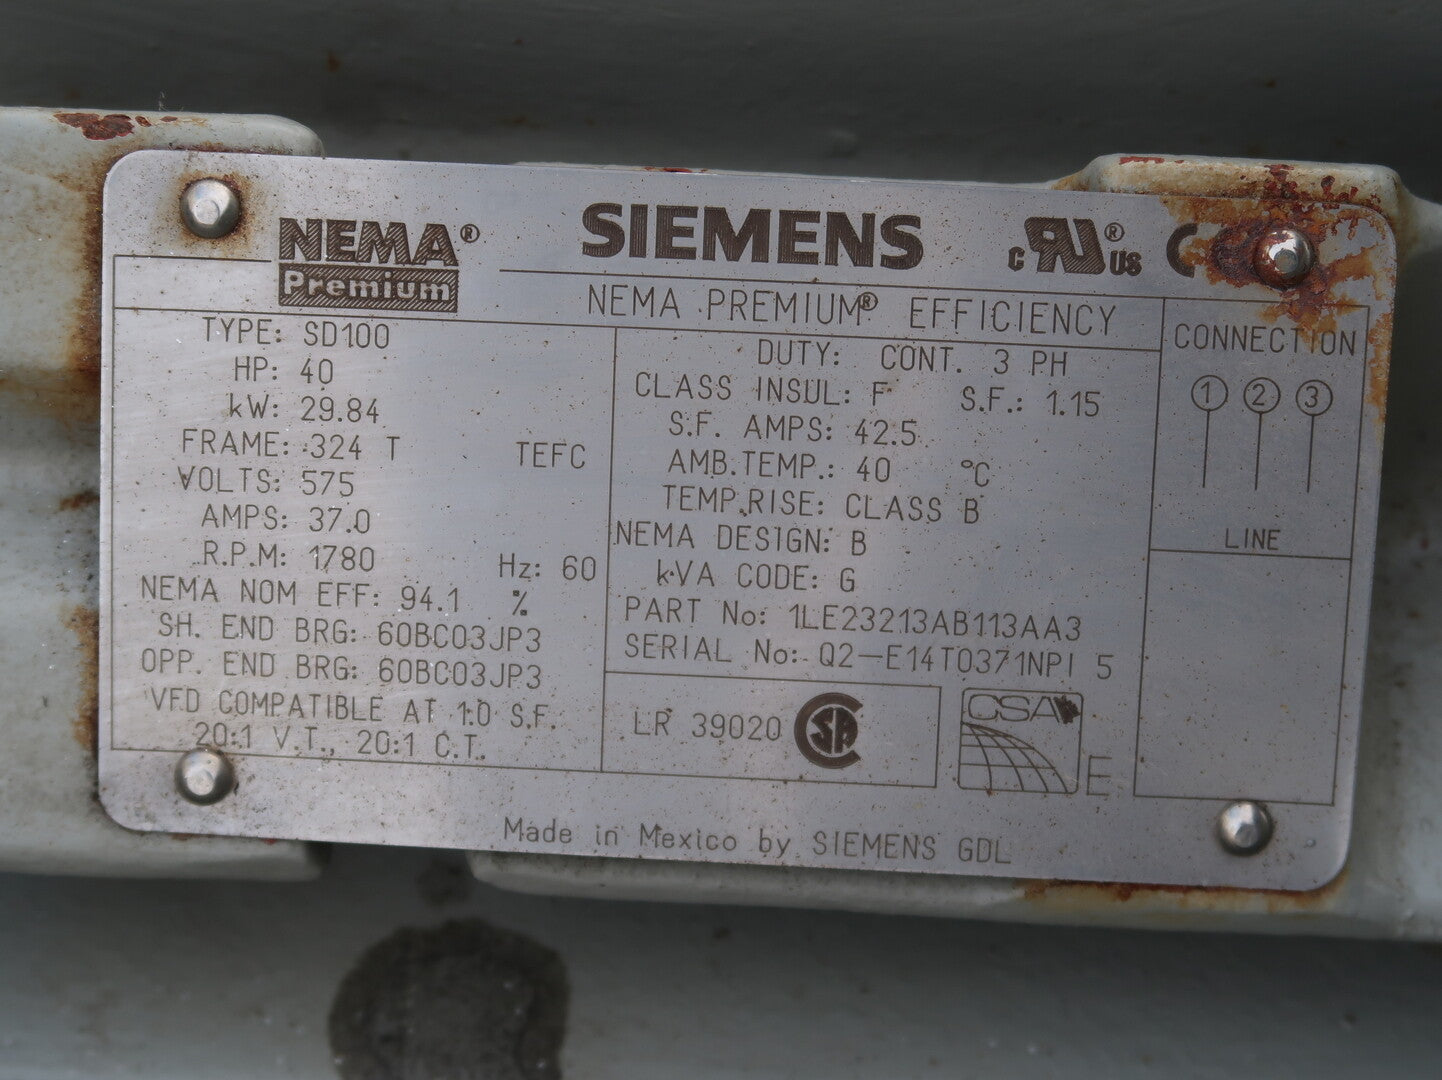 NEMA®
Premium
SIEMENS
c RU® US C
NEMA PREMIUM® EFFICIENCY
TYPE: SD100
HP: 40
kW: 29.84
FRAME: 324 T TEFC
VOLTS: 575
AMPS: 37.0
R.P.M: 1780 Hz: 60
NEMA NOM EFF: 94.1 %
SH. END BRG: 60BC03JP3
OPP. END BRG: 60BC03JP3
VFD COMPATIBLE AT 1.0 S.F.
20:1 V.T., 20:1 C.T.
DUTY: CONT. 3 PH
CLASS INSUL: F S.F.: 1.15
S.F. AMPS: 42.5
AMB.TEMP.: 40 °C
TEMP.RISE: CLASS B
NEMA DESIGN: B
kVA CODE: G
PART No: 1LE23213AB113AA3
SERIAL No: Q2-E14T0371NPI 5
LR 39020 CSA
CSA E
CONNECTION
1 2 3
LINE
Made in Mexico by SIEMENS GDL